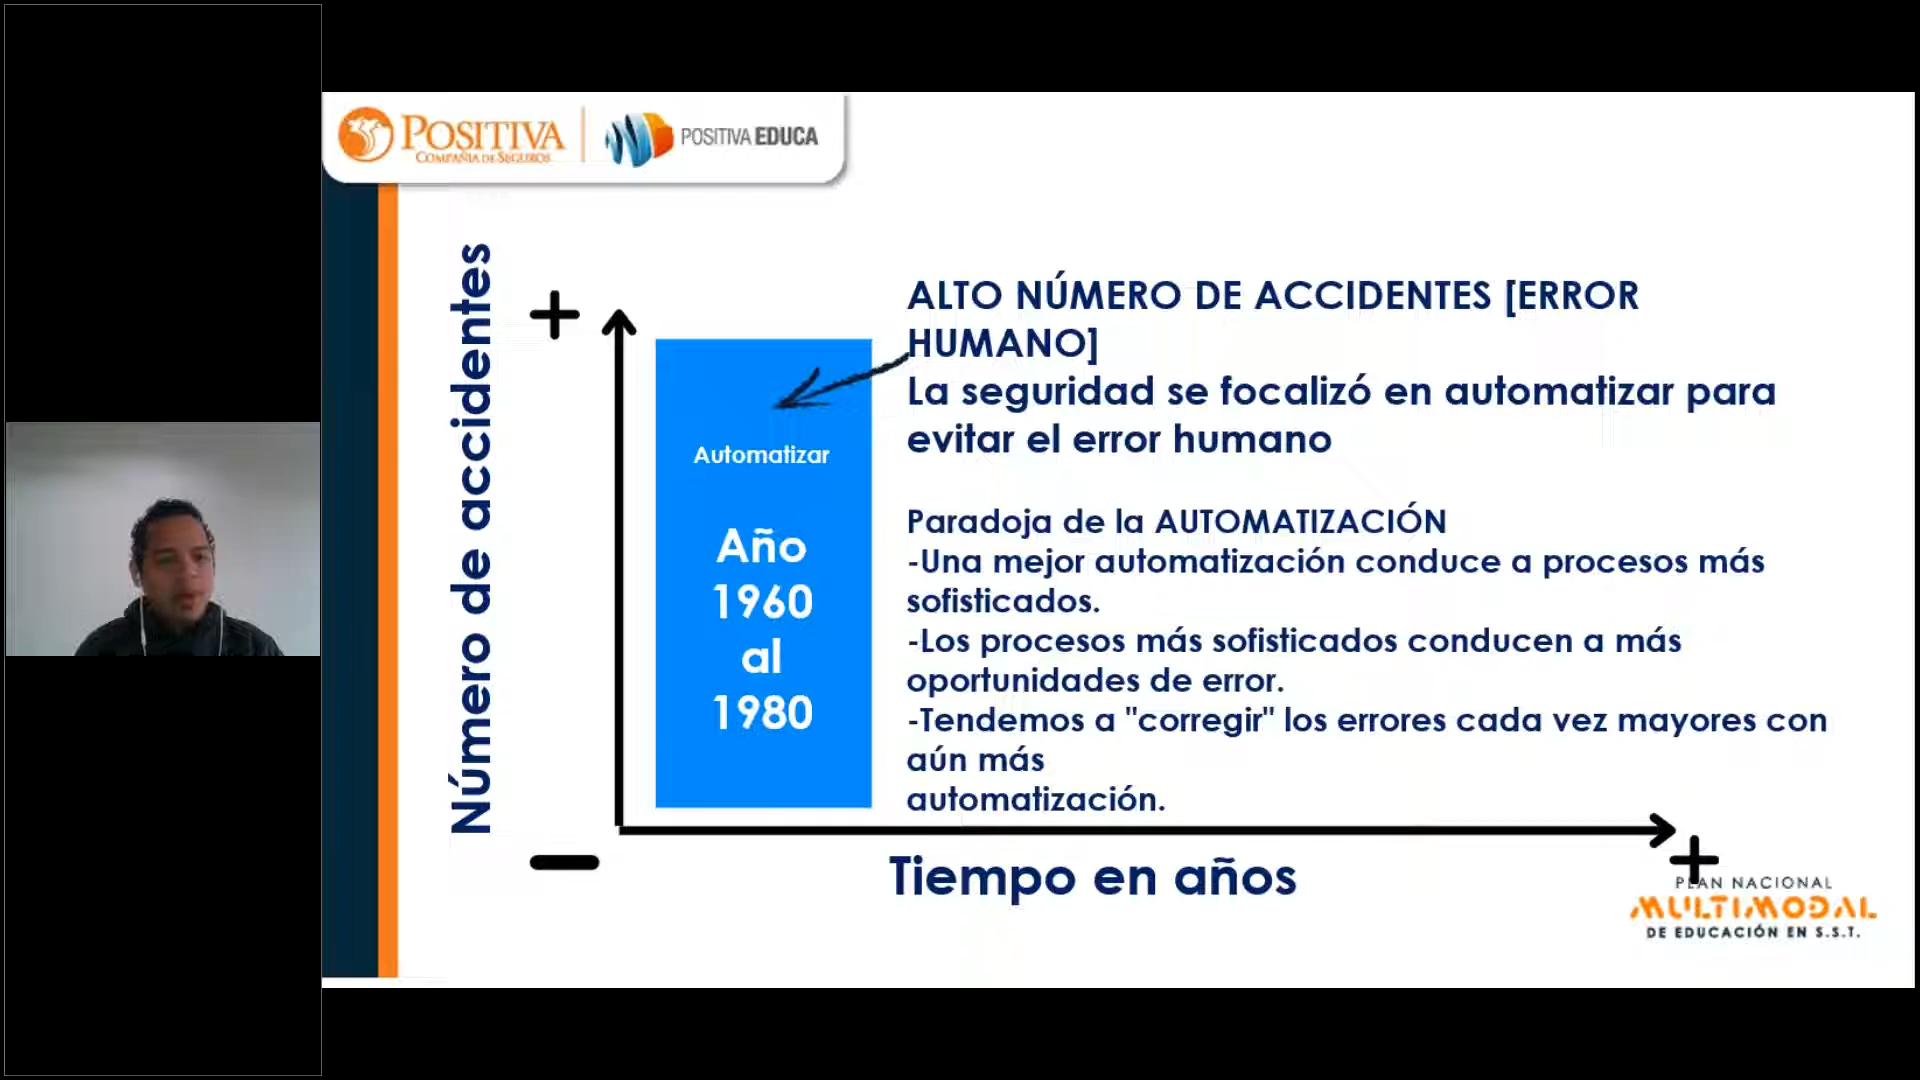 POSITIVA
COMPAÑIA DE SEGUROS
POSITIVA EDUCA
Número de accidentes
+
ALTO NÚMERO DE ACCIDENTES [ERROR
HUMANO]
La seguridad se focalizó en automatizar para
evitar el error humano
Automatizar
Año
1960
al
1980
Paradoja de la AUTOMATIZACIÓN
-Una mejor automatización conduce a procesos más
sofisticados.
-Los procesos más sofisticados conducen a más
oportunidades de error.
-Tendemos a "corregir" los errores cada vez mayores con
aún más
automatización.
−
Tiempo en años
+
PLAN NACIONAL
MULTIMODAL
DE EDUCACIÓN EN S.S.T.